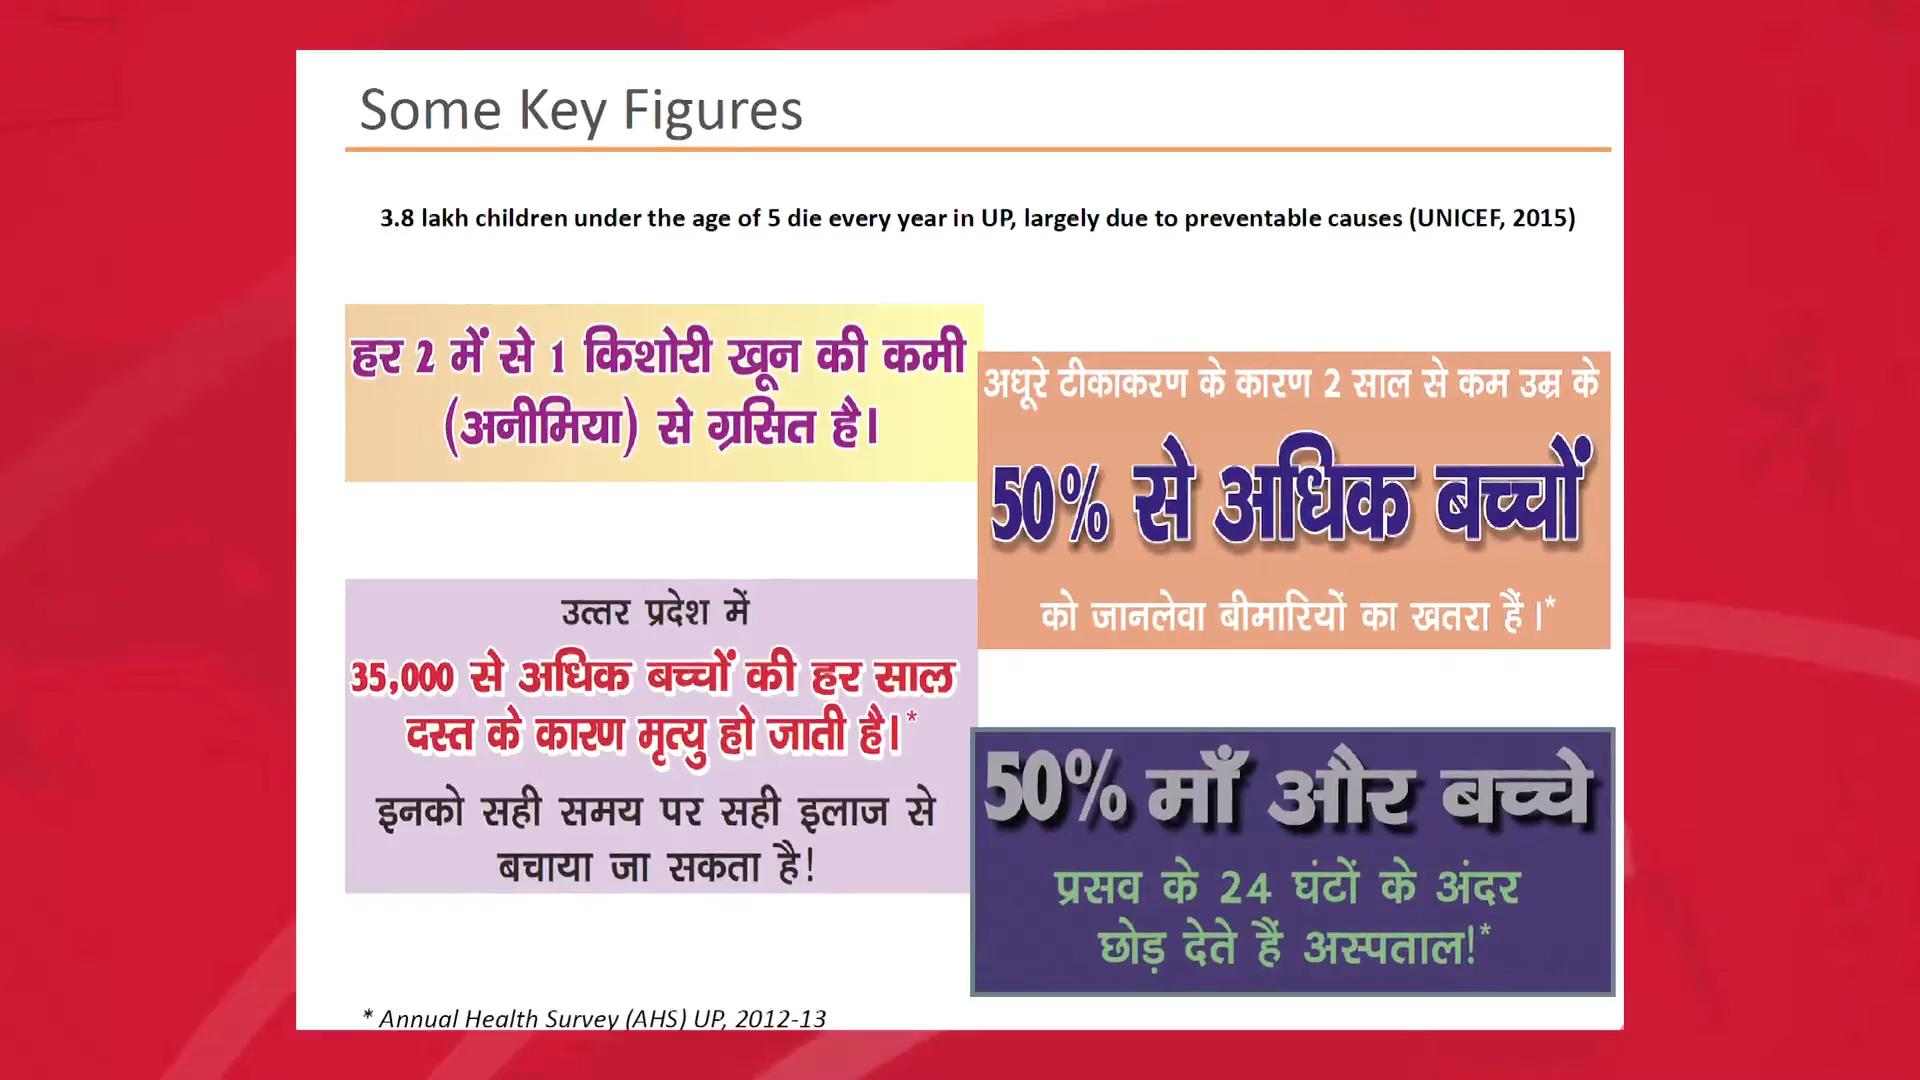 Some Key Figures
3.8 lakh children under the age of 5 die every year in UP, largely due to preventable causes (UNICEF, 2015)
हर 2 में से 1 किशोरी खून की कमी
(अनीमिया) से ग्रसित है।
अधूरे टीकाकरण के कारण 2 साल से कम उम्र के
50% से अधिक बच्चों
को जानलेवा बीमारियों का खतरा हैं।*
उत्तर प्रदेश में
35,000 से अधिक बच्चों की हर साल
दस्त के कारण मृत्यु हो जाती है।*
इनको सही समय पर सही इलाज से
बचाया जा सकता है!
50% माँ और बच्चे
प्रसव के 24 घंटों के अंदर
छोड़ देते हैं अस्पताल!*
* Annual Health Survey (AHS) UP, 2012-13